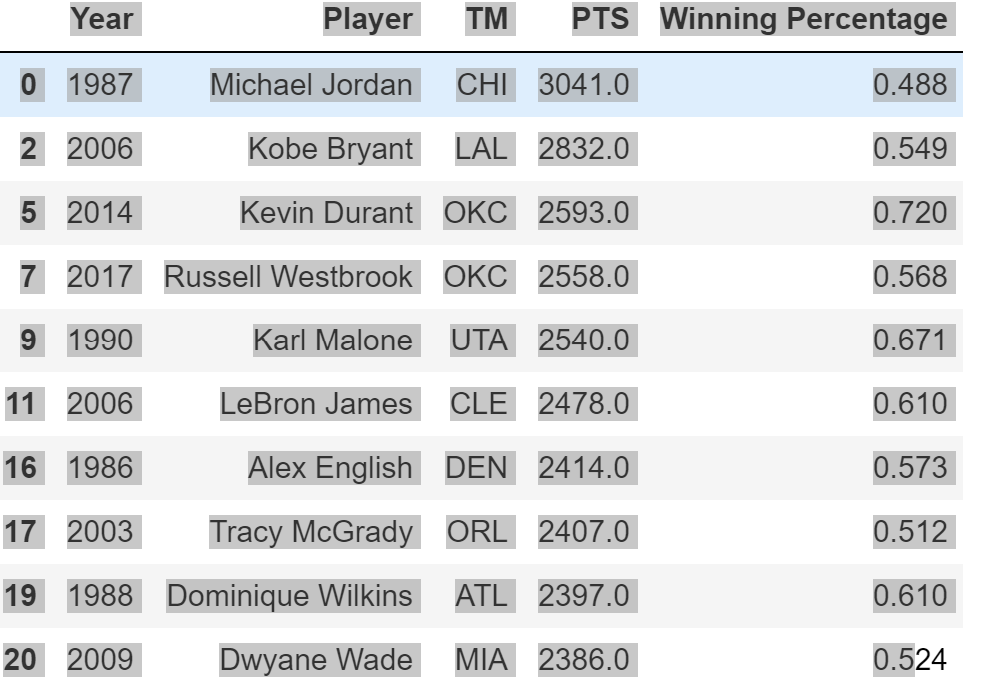 Year Player TM PTS Winning Percentage
0 1987 Michael Jordan CHI 3041.0 0.488
2 2006 Kobe Bryant LAL 2832.0 0.549
5 2014 Kevin Durant OKC 2593.0 0.720
7 2017 Russell Westbrook OKC 2558.0 0.568
9 1990 Karl Malone UTA 2540.0 0.671
11 2006 LeBron James CLE 2478.0 0.610
16 1986 Alex English DEN 2414.0 0.573
17 2003 Tracy McGrady ORL 2407.0 0.512
19 1988 Dominique Wilkins ATL 2397.0 0.610
20 2009 Dwyane Wade MIA 2386.0 0.524